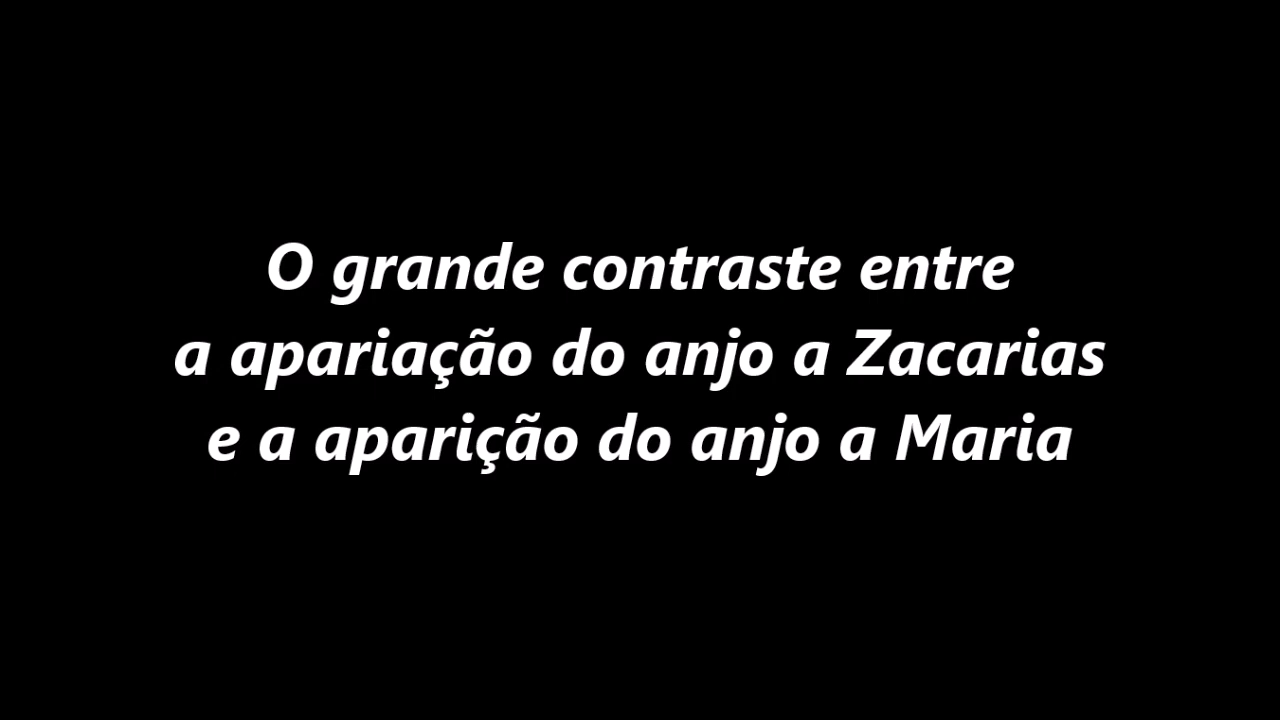 O grande contraste entre
a apariação do anjo a Zacarias
e a aparição do anjo a Maria